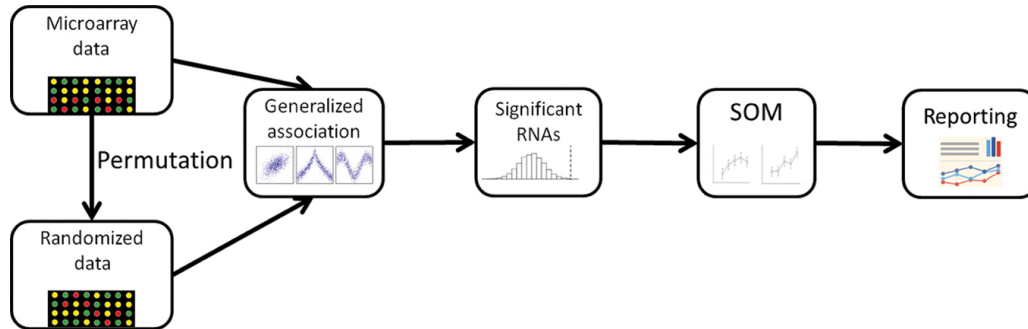 Microarray
data
Permutation
Randomized
data
Generalized
association
Significant
RNAs
SOM
Reporting